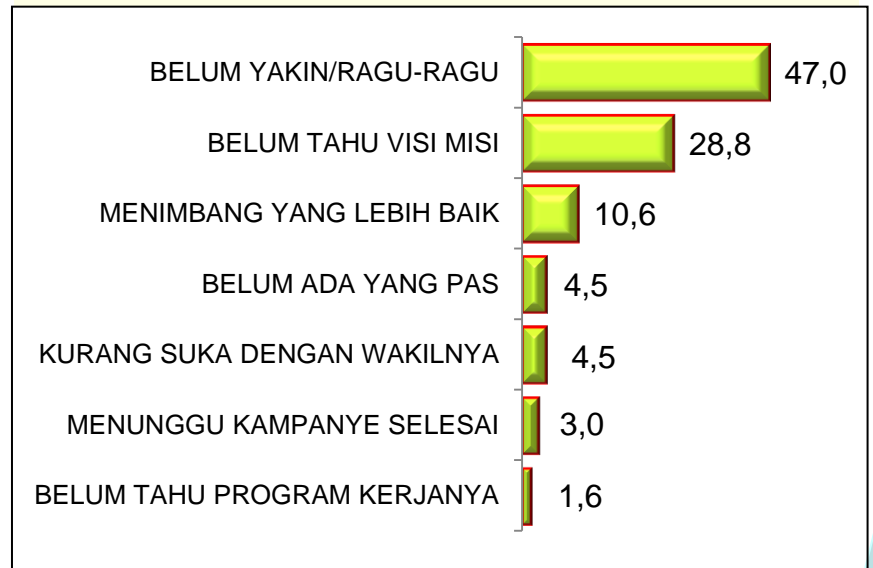 BELUM YAKIN/RAGU-RAGU 47,0
BELUM TAHU VISI MISI 28,8
MENIMBANG YANG LEBIH BAIK 10,6
BELUM ADA YANG PAS 4,5
KURANG SUKA DENGAN WAKILNYA 4,5
MENUNGGU KAMPANYE SELESAI 3,0
BELUM TAHU PROGRAM KERJANYA 1,6